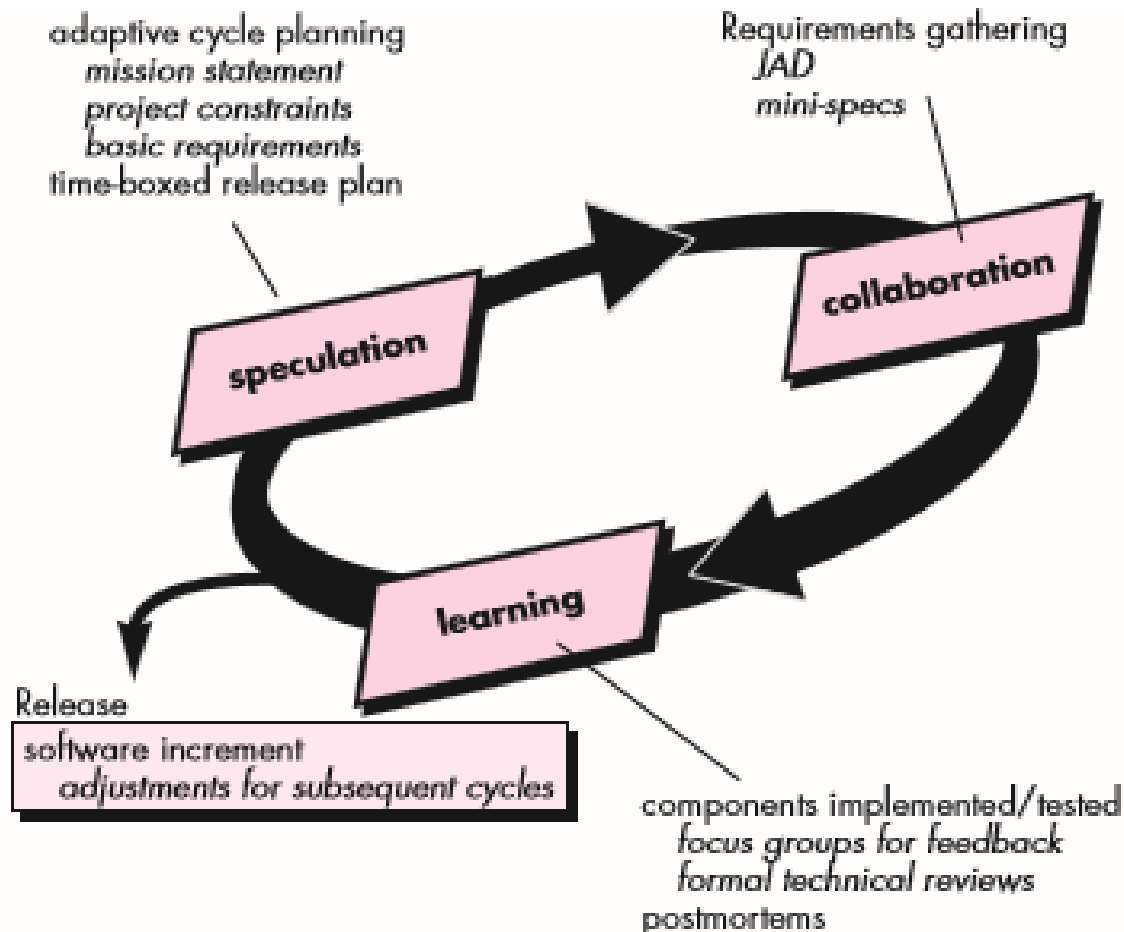 adaptive cycle planning
mission statement
project constraints
basic requirements
time-boxed release plan
Requirements gathering
JAD
mini-specs
speculation
collaboration
learning
Release
software increment
adjustments for subsequent cycles
components implemented/tested
focus groups for feedback
formal technical reviews
postmortems